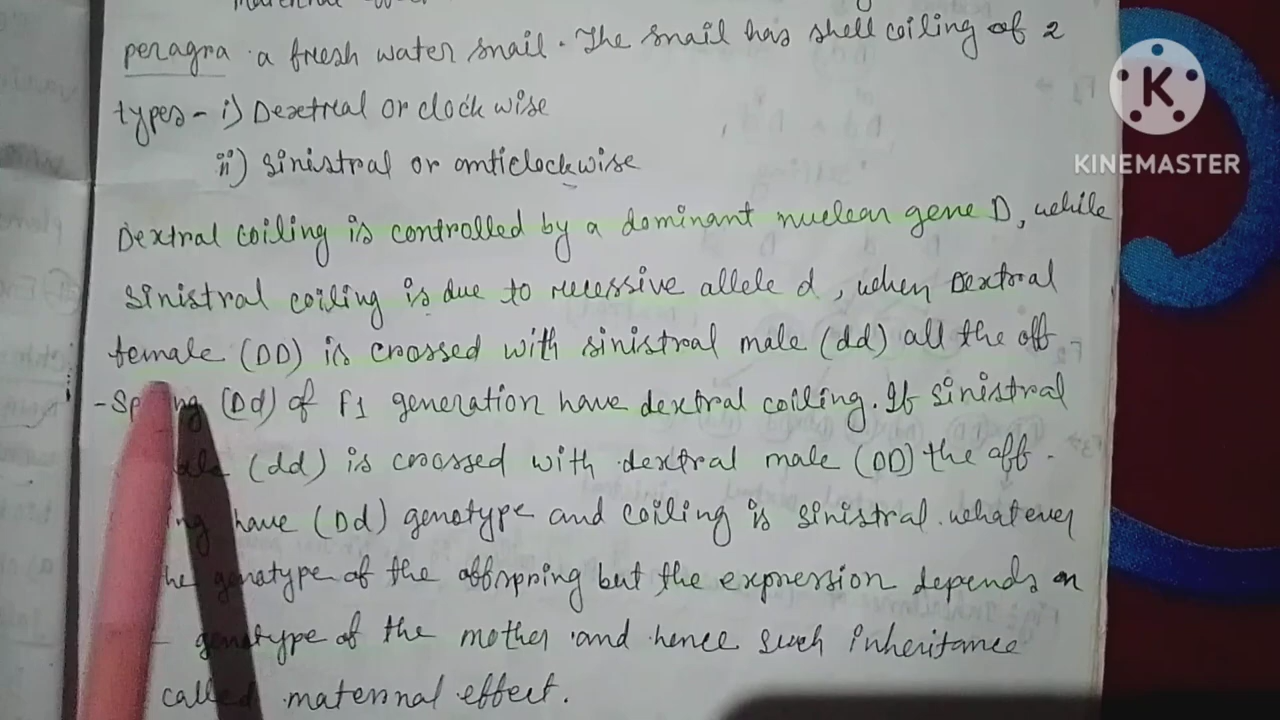 peragra a fresh water snail. The snail has shell coiling of 2
types - i) Dextral or clock wise
ii) Sinistral or anticlockwise
Dextral coiling is controlled by a dominant nuclear gene D, while
sinistral coiling is due to recessive allele d, when Dextral
female (DD) is crossed with sinistral male (dd) all the off
(Dd) of F1 generation have dextral coiling. If sinistral
(dd) is crossed with dextral male (DD) the off -
have (Dd) genotype and coiling is sinistral. whatever
genotype of the offspring but the expression depends on
genotype of the mother and hence such inheritance
called maternal effect.
K
KINEMASTER